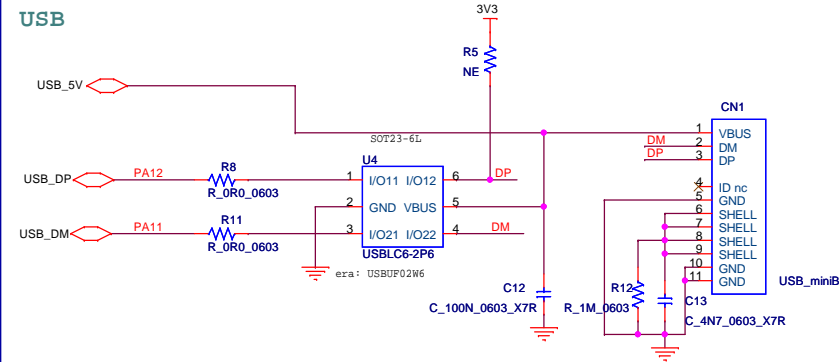 USB
3V3
R5
NE
USB_5V
CN1
SOT23-6L
1
VBUS
DM
2
DM
DP
3
DP
U4
R8
USB_DP
PA12
1
I/O11
I/O12
6
DP
R_0R0_0603
4
ID nc
2
GND
VBUS
5
5
GND
6
SHELL
R11
7
SHELL
USB_DM
PA11
3
I/O21
I/O22
4
DM
8
SHELL
R_0R0_0603
USBLC6-2P6
9
SHELL
era: USBUF02W6
10
GND
11
GND
USB_miniB
C12
R12
C_100N_0603_X7R
R_1M_0603
C13
C_4N7_0603_X7R